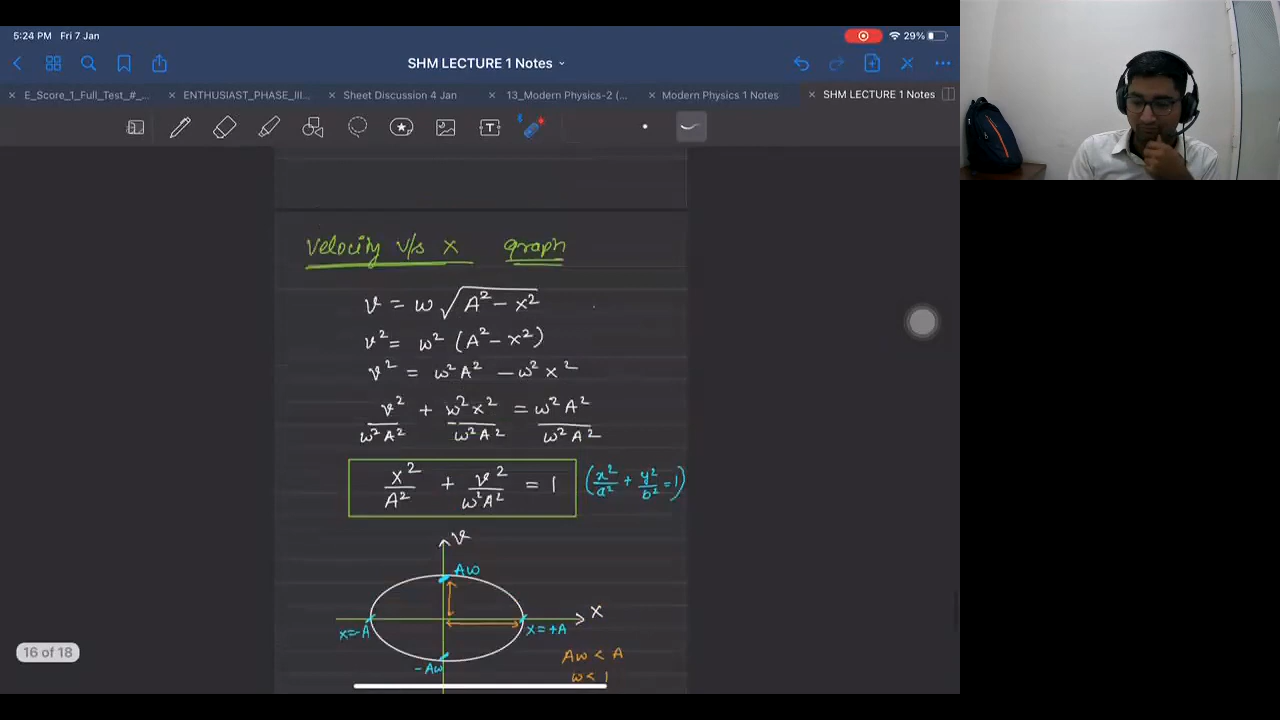 5:24 PM Fri 7 Jan
29%
SHM LECTURE 1 Notes
E_Score_1_Full_Test_#_...
ENTHUSIAST_PHASE_III...
Sheet Discussion 4 Jan
13_Modern Physics-2 (...
Modern Physics 1 Notes
SHM LECTURE 1 Notes
Velocity v/s x graph
v = ω √(A² − x²)
v² = ω² (A² − x²)
v² = ω²A² − ω²x²
v²/ω²A² + ω²x²/ω²A² = ω²A²/ω²A²
x²/A² + v²/ω²A² = 1 (x²/a² + y²/b² = 1)
v
Aω
x
x=-A
x=+A
-Aω
Aω < A
ω < 1
16 of 18